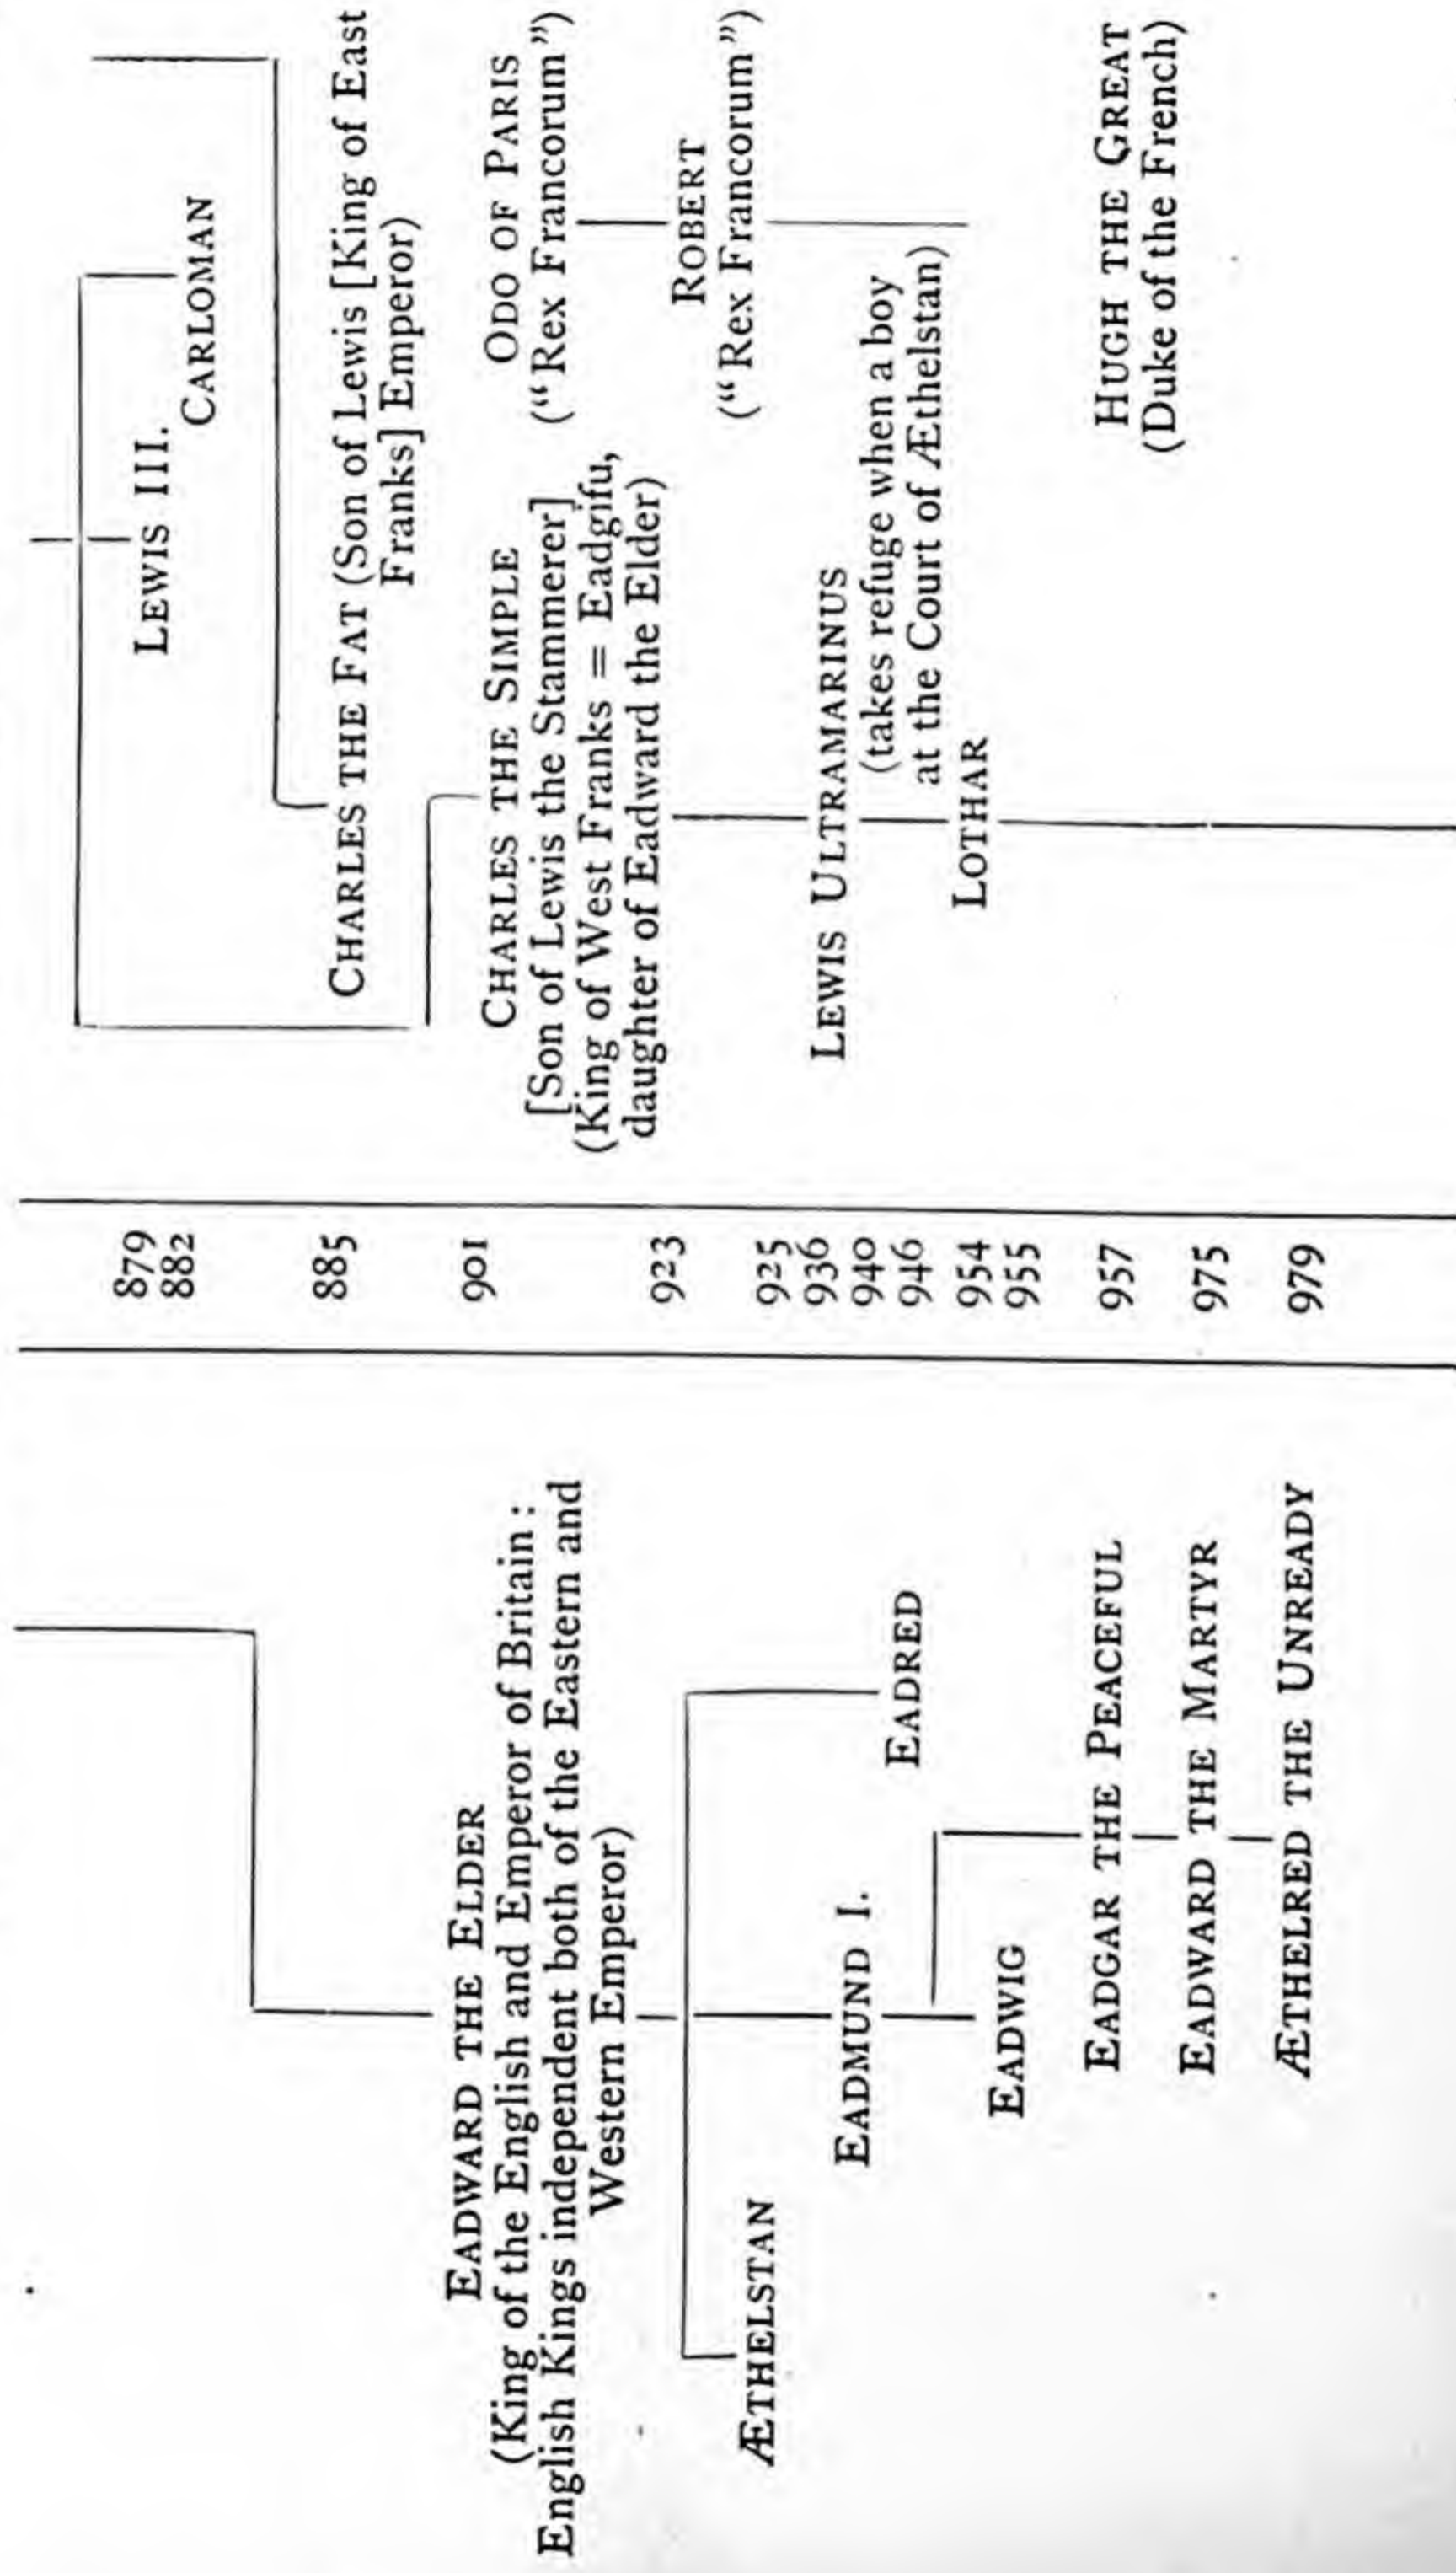 EADWARD THE ELDER
(King of the English and Emperor of Britain :
English Kings independent both of the Eastern and
Western Emperor)
ÆTHELSTAN
EADMUND I.
EADRED
EADWIG
EADGAR THE PEACEFUL
EADWARD THE MARTYR
ÆTHELRED THE UNREADY
879
882
885
901
923
925
936
940
946
954
955
957
975
979
LEWIS III.
CARLOMAN
CHARLES THE FAT (Son of Lewis [King of East
Franks] Emperor)
CHARLES THE SIMPLE
[Son of Lewis the Stammerer]
(King of West Franks = Eadgifu,
daughter of Eadward the Elder)
ODO OF PARIS
("Rex Francorum")
ROBERT
("Rex Francorum")
LEWIS ULTRAMARINUS
(takes refuge when a boy
at the Court of Æthelstan)
LOTHAR
HUGH THE GREAT
(Duke of the French)